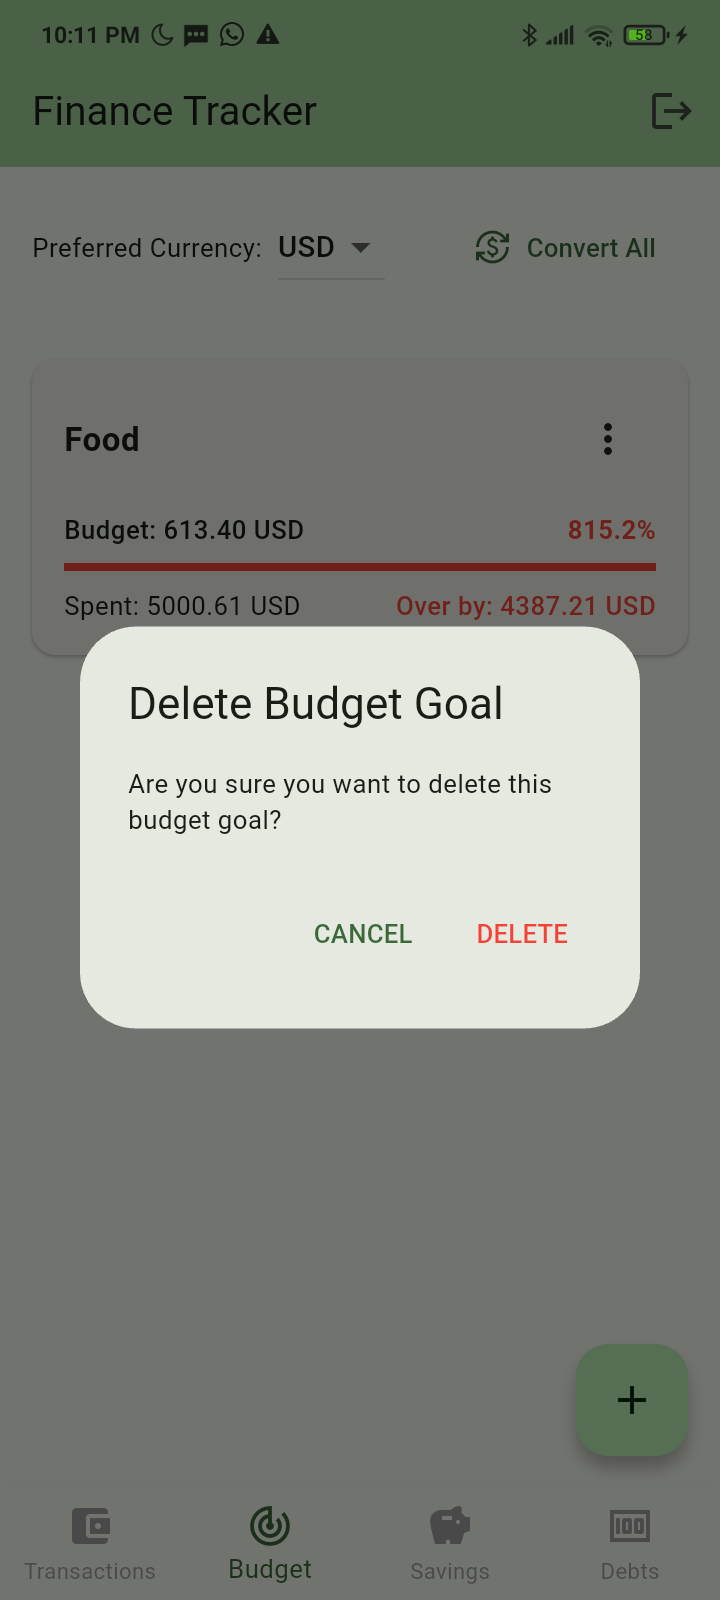 10:11 PM
58
Finance Tracker
Preferred Currency: USD
Convert All
Food
Budget: 613.40 USD
815.2%
Spent: 5000.61 USD
Over by: 4387.21 USD
Delete Budget Goal
Are you sure you want to delete this
budget goal?
CANCEL
DELETE
Transactions
Budget
Savings
100
Debts